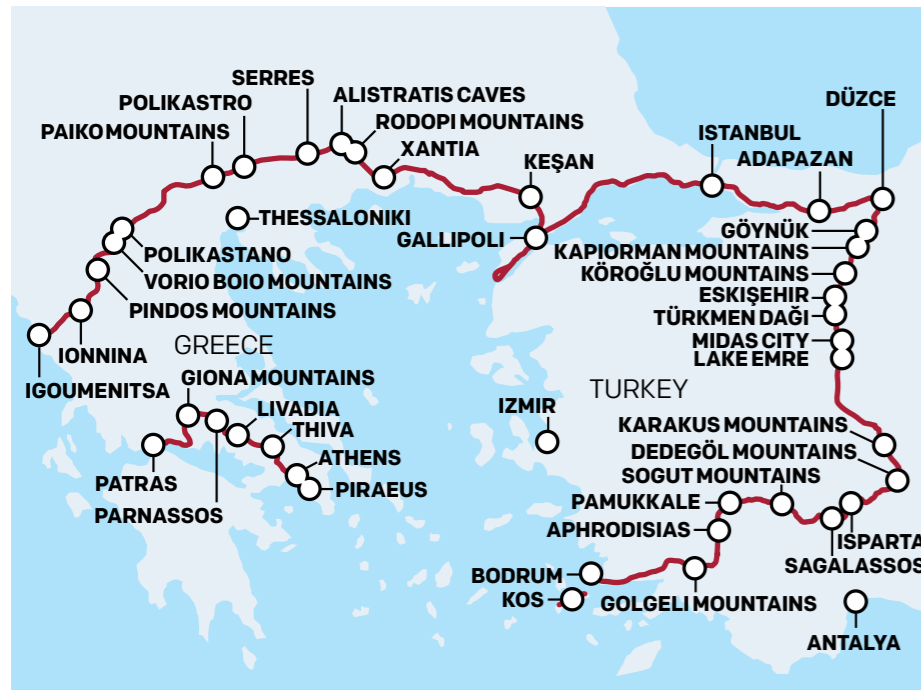 SERRES
POLIKASTRO
PAIKO MOUNTAINS
ALISTRATIS CAVES
RODOPI MOUNTAINS
XANTIA
KEŞAN
ISTANBUL
ADAPAZAN
DÜZCE
THESSALONIKI
GALLIPOLI
GÖYNÜK
KAPIORMAN MOUNTAINS
KÖROĞLU MOUNTAINS
ESKIŞEHIR
TÜRKMEN DAĞI
MIDAS CITY
LAKE EMRE
POLIKASTANO
VORIO BOIO MOUNTAINS
PINDOS MOUNTAINS
IONNINA
IGOUMENITSA
GREECE
GIONA MOUNTAINS
LIVADIA
THIVA
ATHENS
PIRAEUS
PATRAS
PARNASSOS
TURKEY
IZMIR
KARAKUS MOUNTAINS
DEDEGÖL MOUNTAINS
SOGUT MOUNTAINS
PAMUKKALE
APHRODISIAS
ISPARTA
SAGALASSOS
BODRUM
KOS
GOLGELI MOUNTAINS
ANTALYA